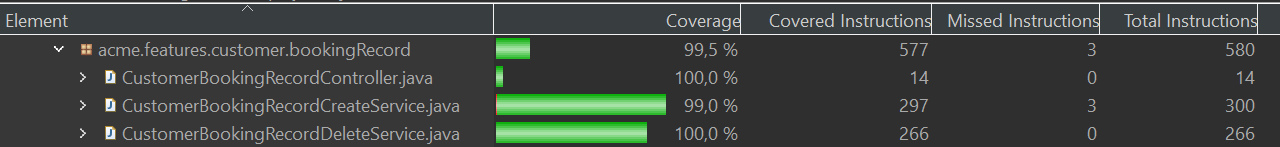 Element Coverage Covered Instructions Missed Instructions Total Instructions
acme.features.customer.bookingRecord 99,5 % 577 3 580
CustomerBookingRecordController.java 100,0 % 14 0 14
CustomerBookingRecordCreateService.java 99,0 % 297 3 300
CustomerBookingRecordDeleteService.java 100,0 % 266 0 266